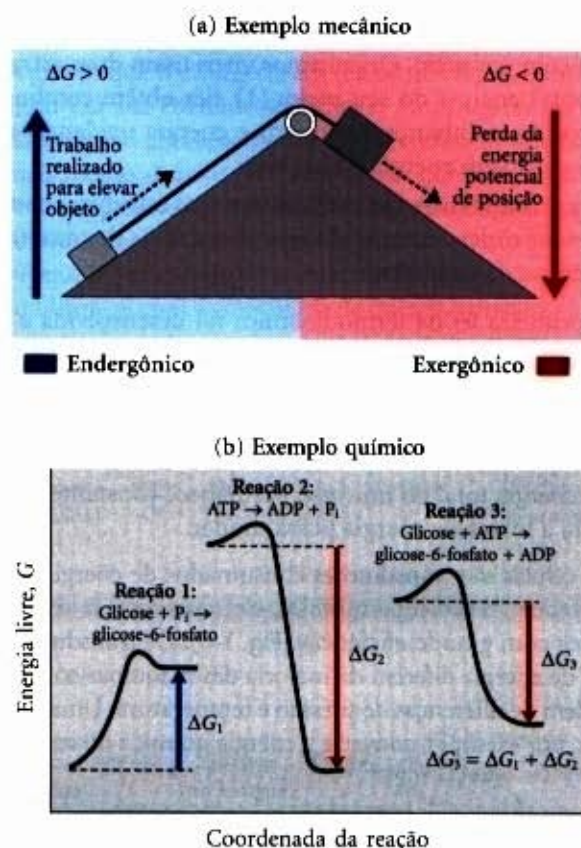 (a) Exemplo mecânico
ΔG > 0
ΔG < 0
Trabalho
realizado
para elevar
objeto
Perda da
energia
potencial
de posição
Endergônico
Exergônico
(b) Exemplo químico
Energia livre, G
Reação 1:
Glicose + Pi →
glicose-6-fosfato
ΔG1
Reação 2:
ATP → ADP + Pi
ΔG2
Reação 3:
Glicose + ATP →
glicose-6-fosfato + ADP
ΔG3
ΔG3 = ΔG1 + ΔG2
Coordenada da reação